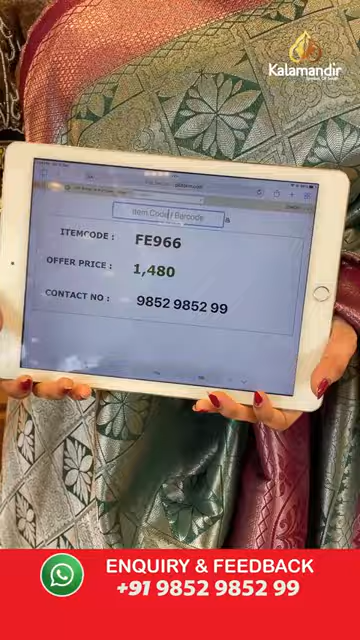 Kalamandir
Item Code / Barcode
ITEMCODE : FE966
OFFER PRICE : 1,480
CONTACT NO : 9852 9852 99
ENQUIRY & FEEDBACK
+91 9852 9852 99